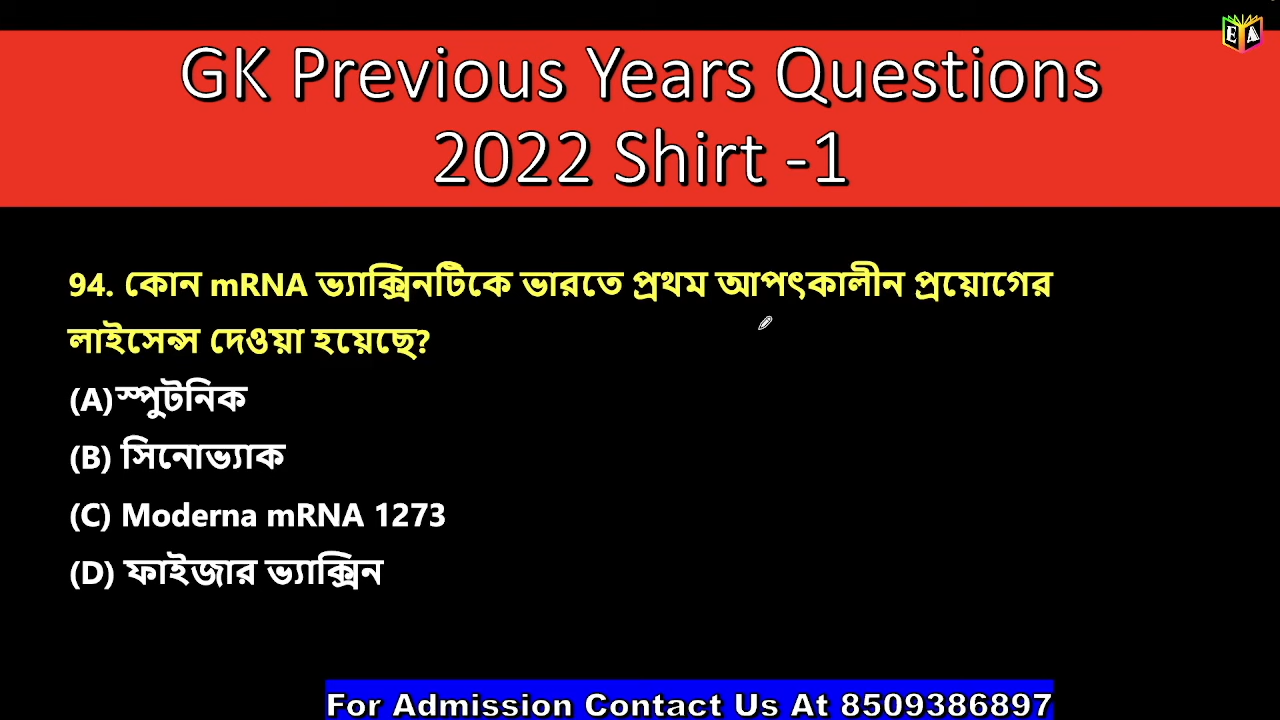 EA
GK Previous Years Questions
2022 Shirt -1
94. কোন mRNA ভ্যাক্সিনটিকে ভারতে প্রথম আপৎকালীন প্রয়োগের
লাইসেন্স দেওয়া হয়েছে?
(A)স্পুটনিক
(B) সিনোভ্যাক
(C) Moderna mRNA 1273
(D) ফাইজার ভ্যাক্সিন
For Admission Contact Us At 8509386897